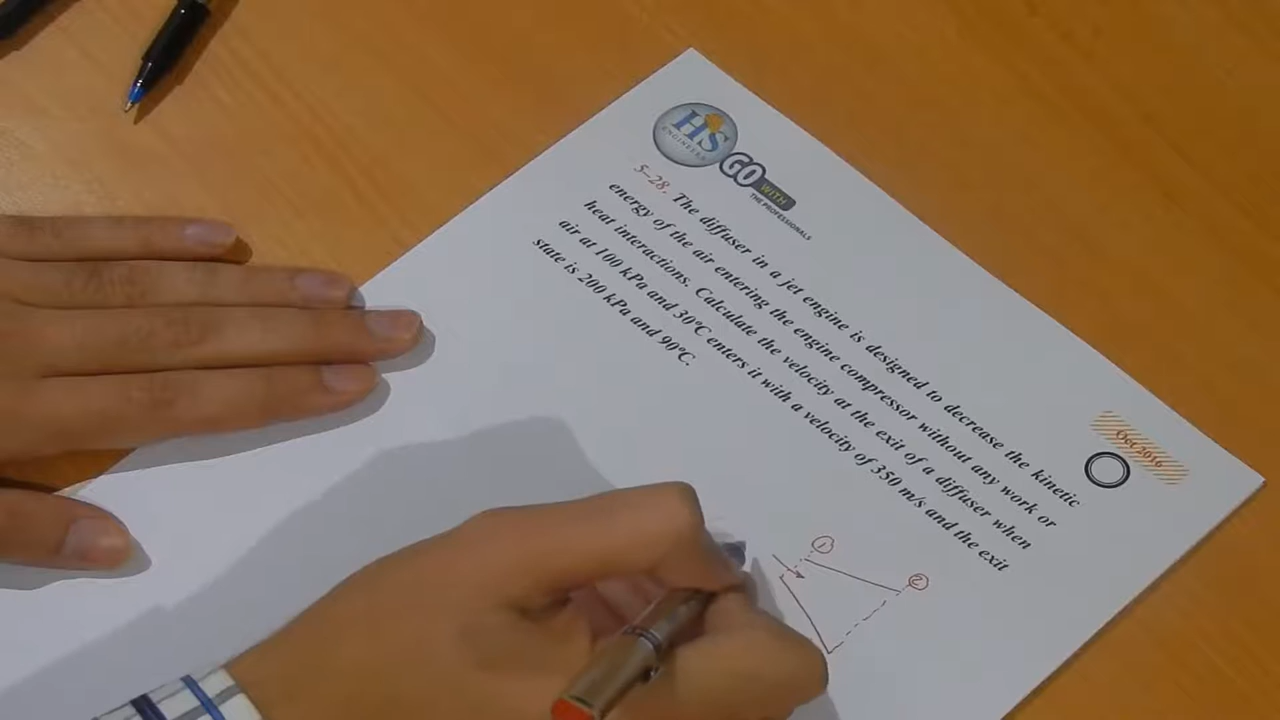 HS
ENGINEERS
GO
WITH
THE PROFESSIONALS
5-28. The diffuser in a jet engine is designed to decrease the kinetic
energy of the air entering the engine compressor without any work or
heat interactions. Calculate the velocity at the exit of a diffuser when
air at 100 kPa and 30°C enters it with a velocity of 350 m/s and the exit
state is 200 kPa and 90°C.
Oct 2016
1
2